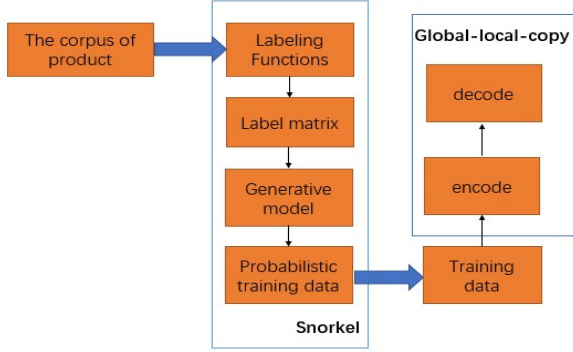 The corpus of
product
Labeling
Functions
Label matrix
Generative
model
Probabilistic
training data
Snorkel
Global-local-copy
decode
encode
Training
data